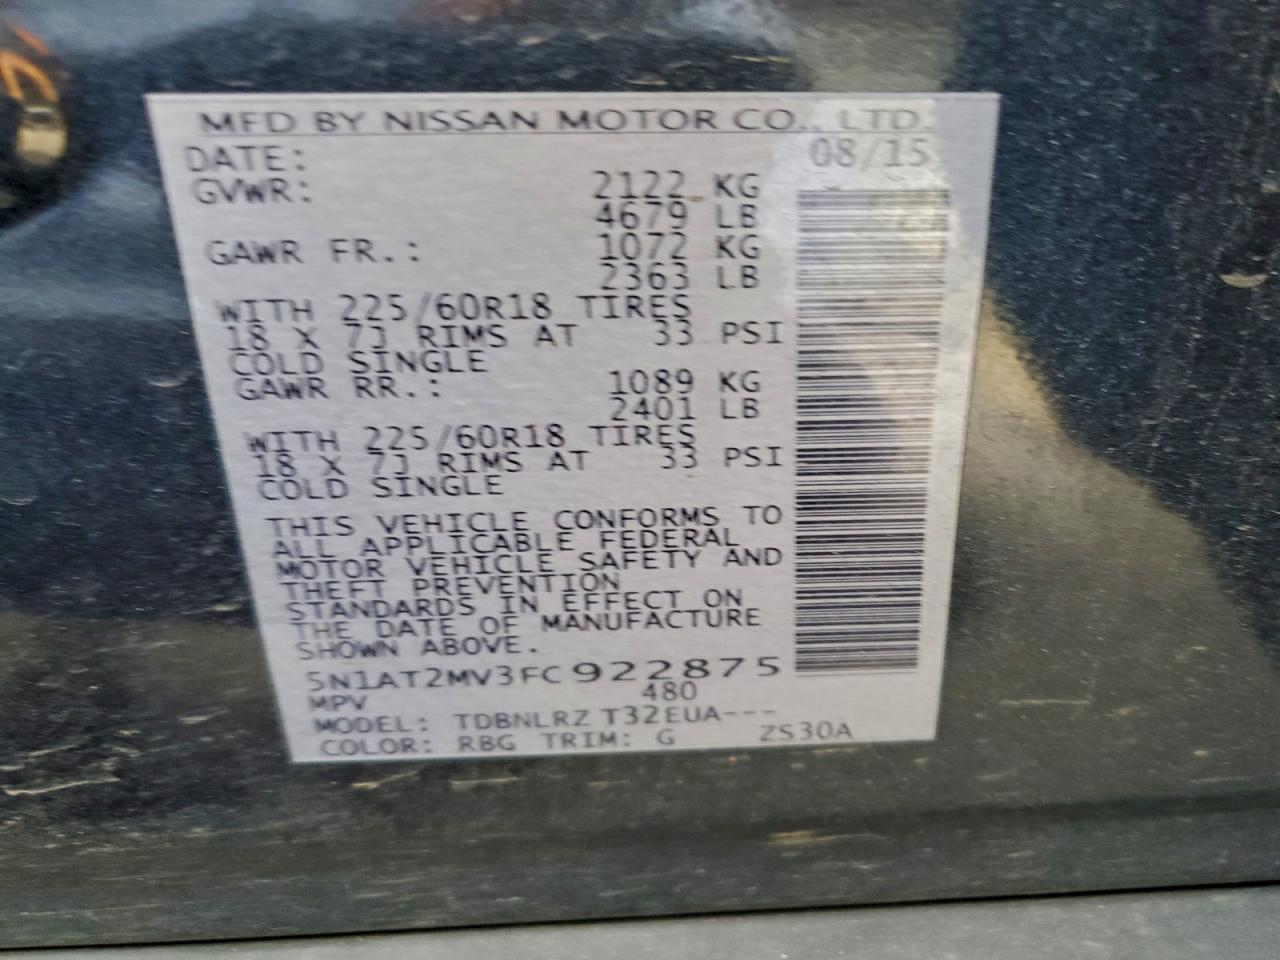 MFD BY NISSAN MOTOR CO., LTD.
DATE: 08/15
GVWR: 2122 KG
4679 LB
GAWR FR.: 1072 KG
2363 LB
WITH 225/60R18 TIRES
18 X 7J RIMS AT 33 PSI
COLD SINGLE
GAWR RR.: 1089 KG
2401 LB
WITH 225/60R18 TIRES
18 X 7J RIMS AT 33 PSI
COLD SINGLE
THIS VEHICLE CONFORMS TO
ALL APPLICABLE FEDERAL
MOTOR VEHICLE SAFETY AND
THEFT PREVENTION
STANDARDS IN EFFECT ON
THE DATE OF MANUFACTURE
SHOWN ABOVE.
5N1AT2MV3FC922875
MPV 480
MODEL: TDBNLRZ T32EUA---
COLOR: RBG TRIM: G ZS30A